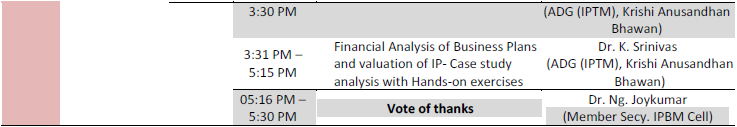 3:30 PM
(ADG (IPTM), Krishi Anusandhan
Bhawan)
3:31 PM –
5:15 PM
Financial Analysis of Business Plans
and valuation of IP- Case study
analysis with Hands-on exercises
Dr. K. Srinivas
(ADG (IPTM), Krishi Anusandhan
Bhawan)
05:16 PM –
5:30 PM
Vote of thanks
Dr. Ng. Joykumar
(Member Secy. IPBM Cell)